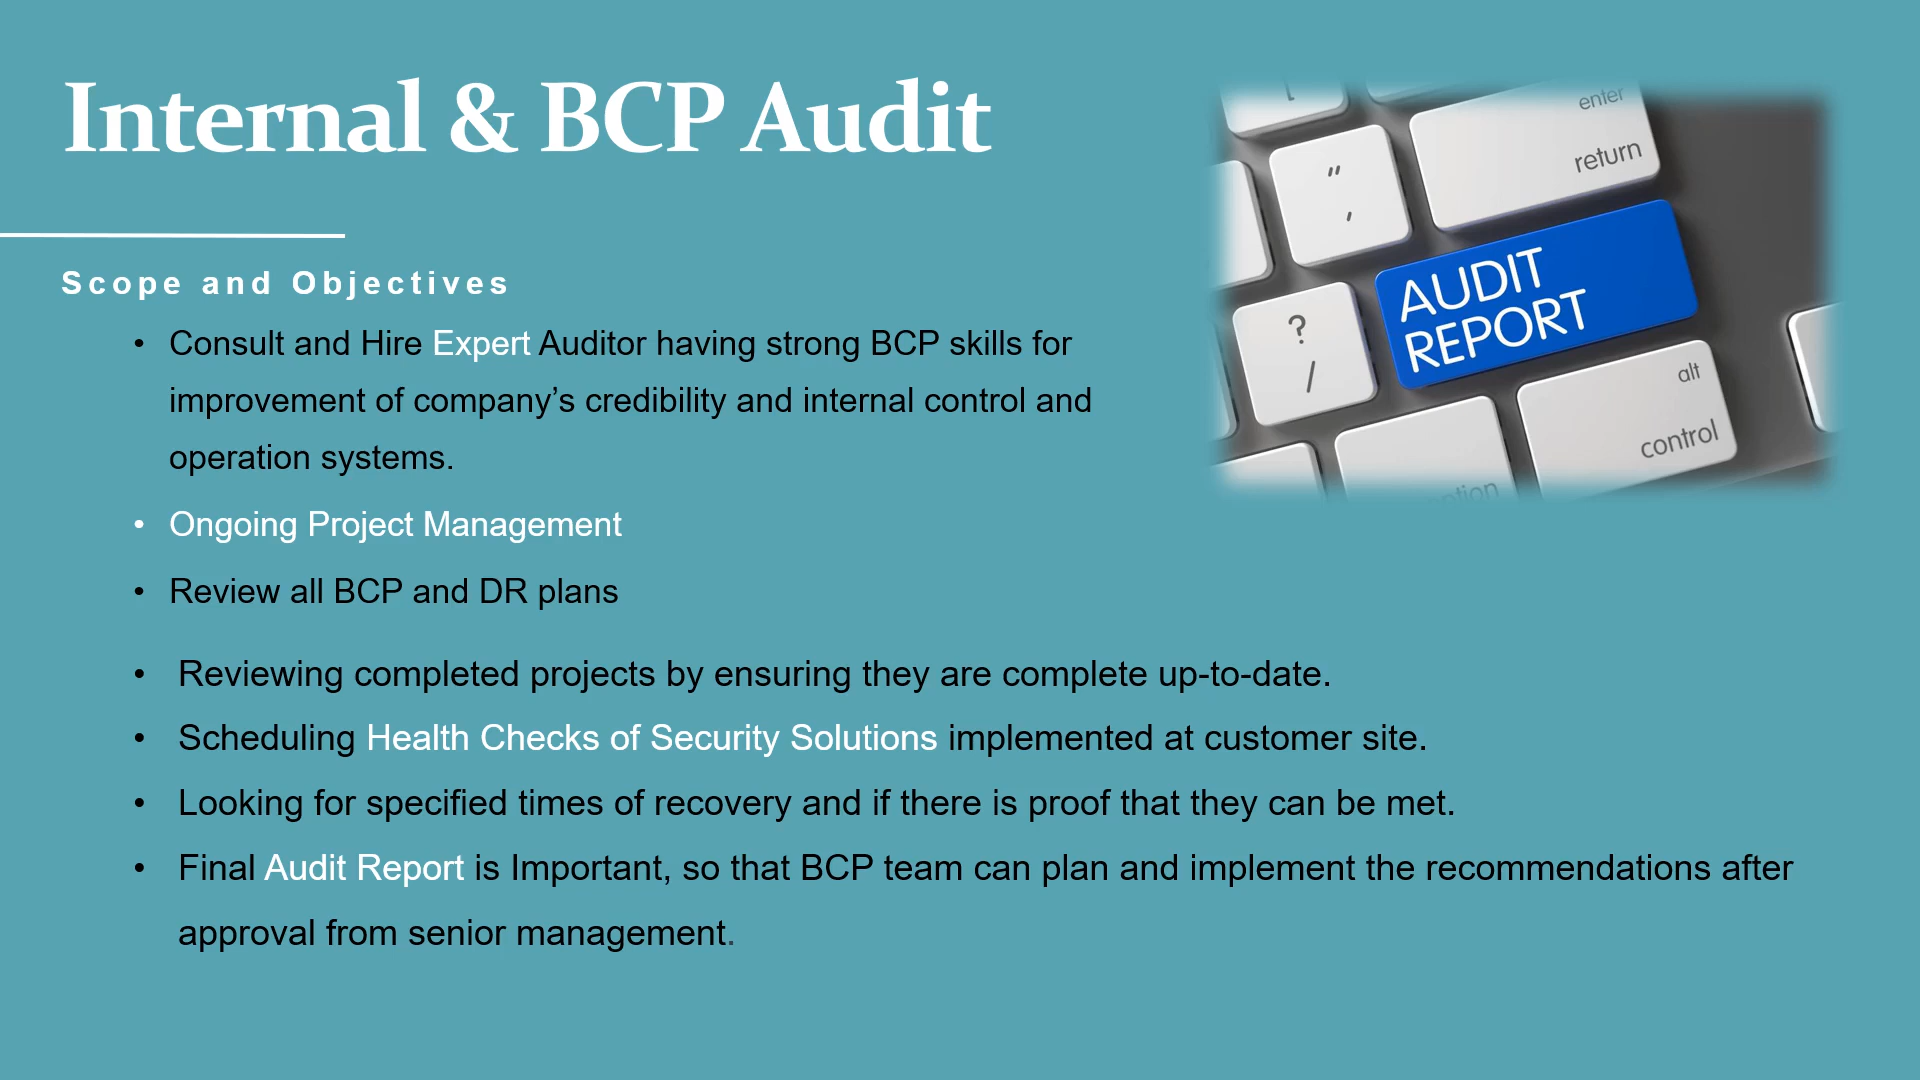 Internal & BCP Audit
Scope and Objectives
• Consult and Hire Expert Auditor having strong BCP skills for
improvement of company’s credibility and internal control and
operation systems.
• Ongoing Project Management
• Review all BCP and DR plans
• Reviewing completed projects by ensuring they are complete up-to-date.
• Scheduling Health Checks of Security Solutions implemented at customer site.
• Looking for specified times of recovery and if there is proof that they can be met.
• Final Audit Report is Important, so that BCP team can plan and implement the recommendations after
approval from senior management.
[
enter
return
"
,
AUDIT
REPORT
?
/
alt
control